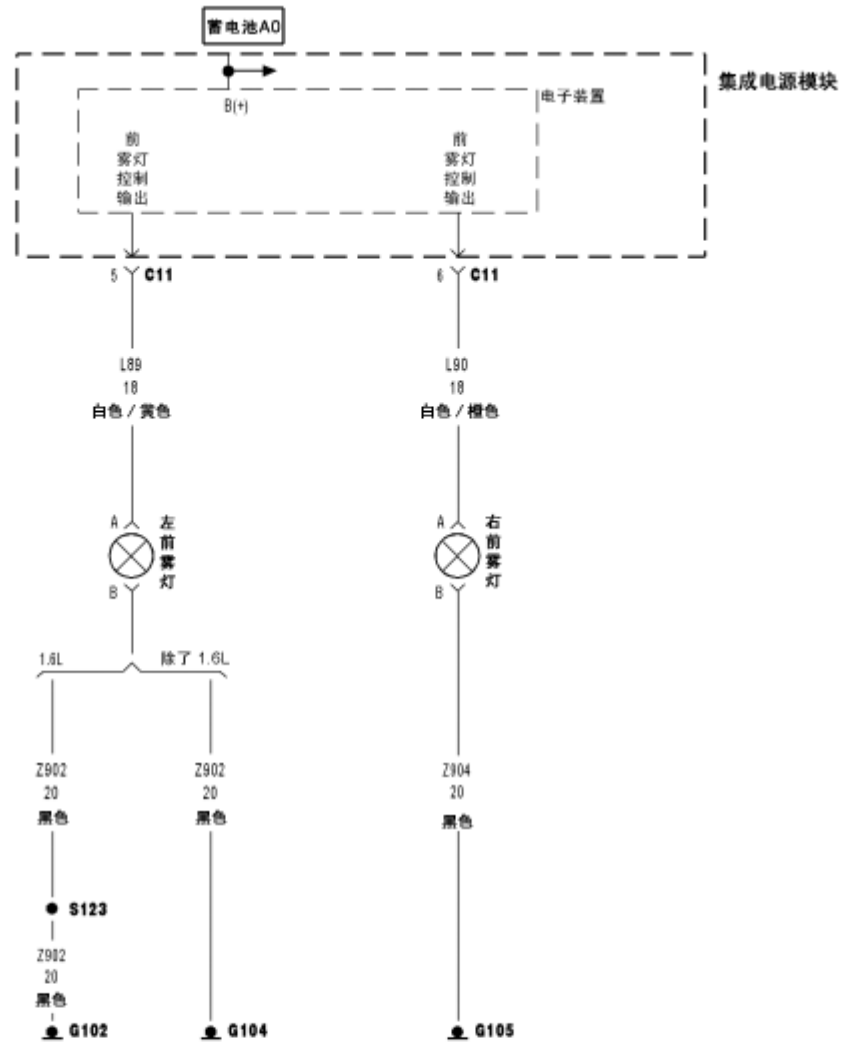 蓄电池A0
集成电源模块
B(+)
电子装置
前
雾灯
控制
输出
前
雾灯
控制
输出
5 C11
6 C11
L89
18
白色/黄色
L90
18
白色/橙色
A
左前雾灯
B
A
右前雾灯
B
1.6L
除了 1.6L
Z902
20
黑色
Z902
20
黑色
Z904
20
黑色
S123
Z902
20
黑色
G102
G104
G105